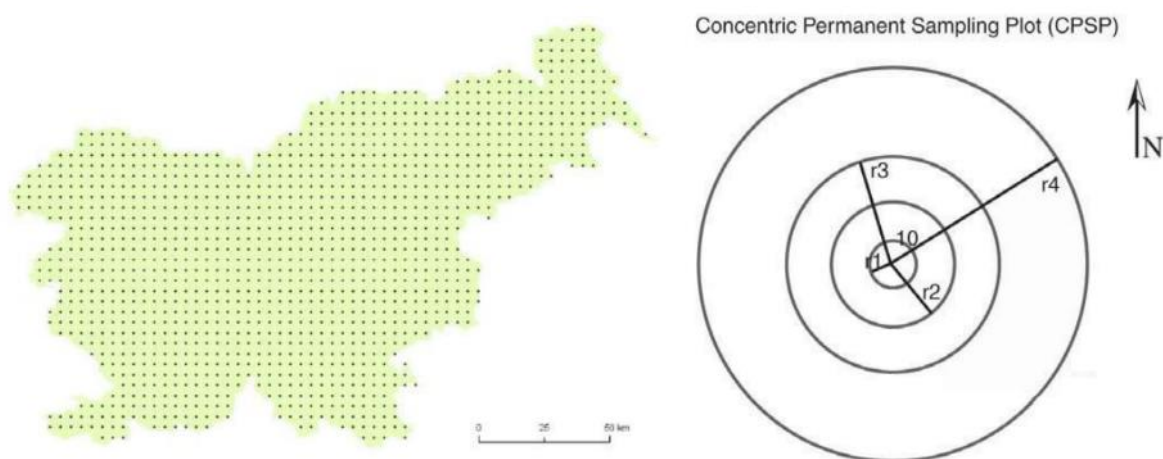 Concentric Permanent Sampling Plot (CPSP)
N
r3
r4
10
r1
r2
0 25 50 km